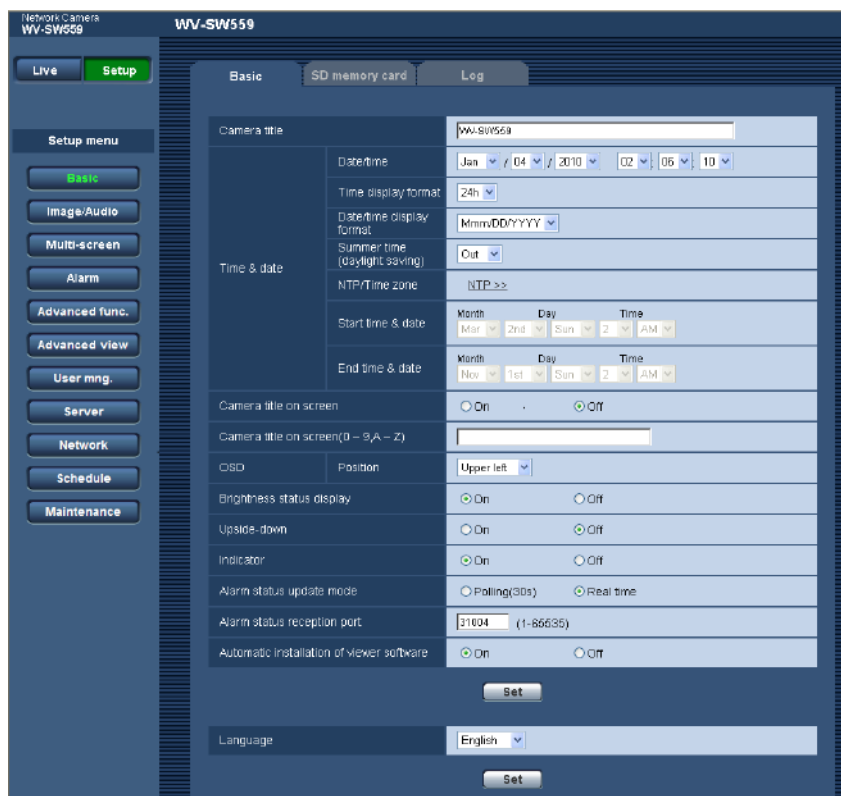 Network Camera
WV-SW559
WV-SW559
Live Setup
Basic SD memory card Log
Setup menu
Basic
Image/Audio
Multi-screen
Alarm
Advanced func.
Advanced view
User mng.
Server
Network
Schedule
Maintenance
Camera title WV-SW559
Time & date
Date/time Jan / 04 / 2010 02 : 06 : 10
Time display format 24h
Date/time display format Mmm/DD/YYYY
Summer time (daylight saving) Out
NTP/Time zone NTP >>
Start time & date
Month Day Time
Mar 2nd Sun 2 AM
End time & date
Month Day Time
Nov 1st Sun 2 AM
Camera title on screen On Off
Camera title on screen(0 – 9,A – Z)
OSD Position Upper left
Brightness status display On Off
Upside-down On Off
Indicator On Off
Alarm status update mode Polling(30s) Real time
Alarm status reception port 31004 (1-65535)
Automatic installation of viewer software On Off
Set
Language English
Set